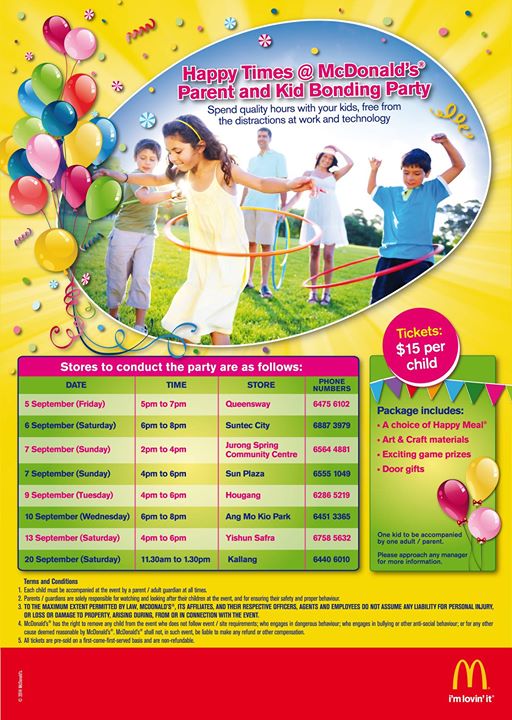 Happy Times @ McDonald's®
Parent and Kid Bonding Party
Spend quality hours with your kids, free from
the distractions at work and technology
Tickets:
$15 per
child
Stores to conduct the party are as follows:
DATE TIME STORE PHONE NUMBERS
5 September (Friday) 5pm to 7pm Queensway 6475 6102
6 September (Saturday) 6pm to 8pm Suntec City 6887 3979
7 September (Sunday) 2pm to 4pm Jurong Spring Community Centre 6564 4881
7 September (Sunday) 4pm to 6pm Sun Plaza 6555 1049
9 September (Tuesday) 4pm to 6pm Hougang 6286 5219
10 September (Wednesday) 6pm to 8pm Ang Mo Kio Park 6451 3365
13 September (Saturday) 4pm to 6pm Yishun Safra 6758 5632
20 September (Saturday) 11.30am to 1.30pm Kallang 6440 6010
Package includes:
• A choice of Happy Meal®
• Art & Craft materials
• Exciting game prizes
• Door gifts
One kid to be accompanied
by one adult / parent.
Please approach any manager
for more information.
Terms and Conditions
1. Each child must be accompanied at the event by a parent / adult guardian at all times.
2. Parents / guardians are solely responsible for watching and looking after their children at the event, and for ensuring their safety and proper behaviour.
3. TO THE MAXIMUM EXTENT PERMITTED BY LAW, MCDONALD'S®, ITS AFFILIATES, AND THEIR RESPECTIVE OFFICERS, AGENTS AND EMPLOYEES DO NOT ASSUME ANY LIABILITY FOR PERSONAL INJURY,
OR LOSS OR DAMAGE TO PROPERTY, ARISING DURING, FROM OR IN CONNECTION WITH THE EVENT.
4. McDonald's® has the right to remove any child from the event who does not follow event / site requirements; who engages in dangerous behaviour; who engages in bullying or other anti-social behaviour; or for any other
cause deemed reasonable by McDonald's®. McDonald's® shall not, in such event, be liable to make any refund or other compensation.
5. All tickets are pre-sold on a first-come-first-served basis and are non-refundable.
© 2014 McDonald's.
i'm lovin' it®